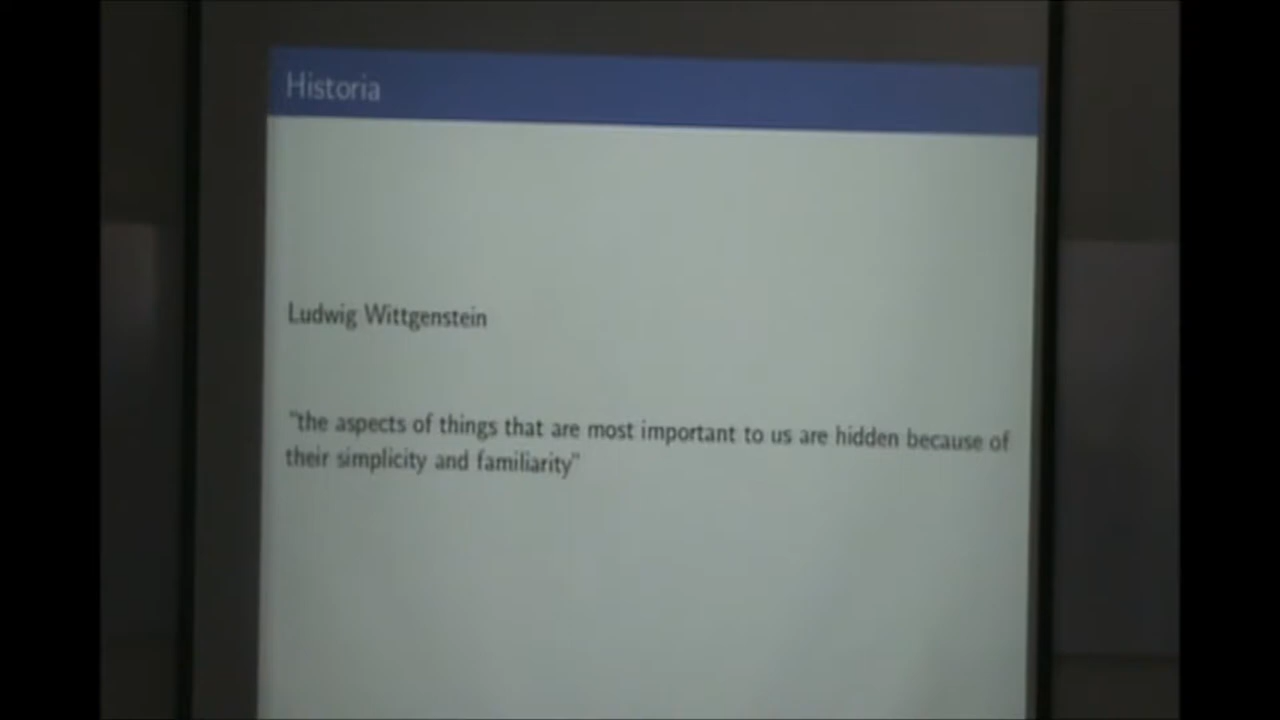 Historia
Ludwig Wittgenstein
"the aspects of things that are most important to us are hidden because of
their simplicity and familiarity"